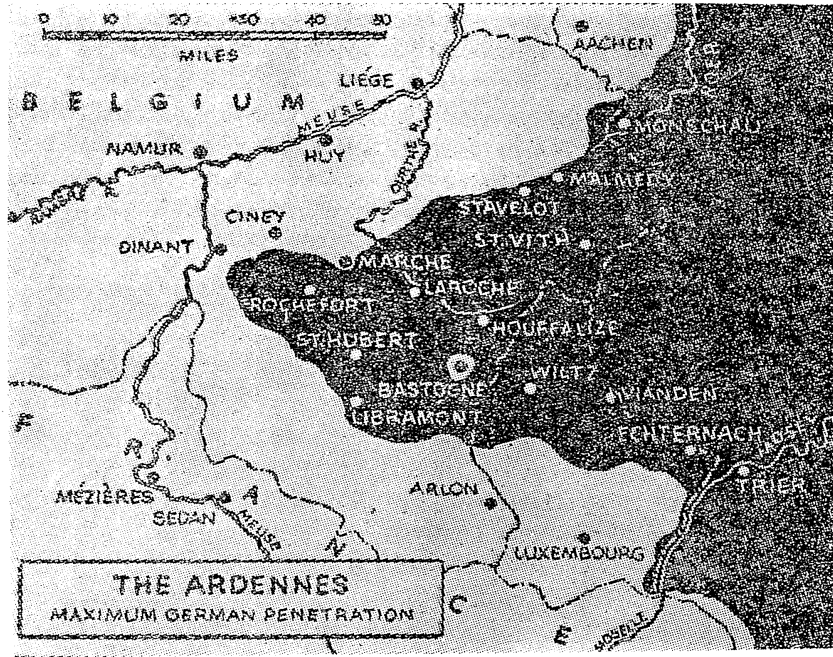 0 10 20 30 40 50
MILES
AACHEN
LIÉGE
BELGIUM
MEUSE
MONSCHAU
NAMUR
HUY
OURTHE R.
MALMEDY
STAVELOT
CINEY
ST.VITH
DINANT
MARCHE
LAROCHE
ROCHEFORT
HOUFFALIZE
ST.HUBERT
BASTOGNE
WILTZ
VIANDEN
LIBRAMONT
ECHTERNACH
TRIER
FRANCE
MÉZIÈRES
SEDAN
MEUSE
ARLON
LUXEMBOURG
MOSELLE
THE ARDENNES
MAXIMUM GERMAN PENETRATION